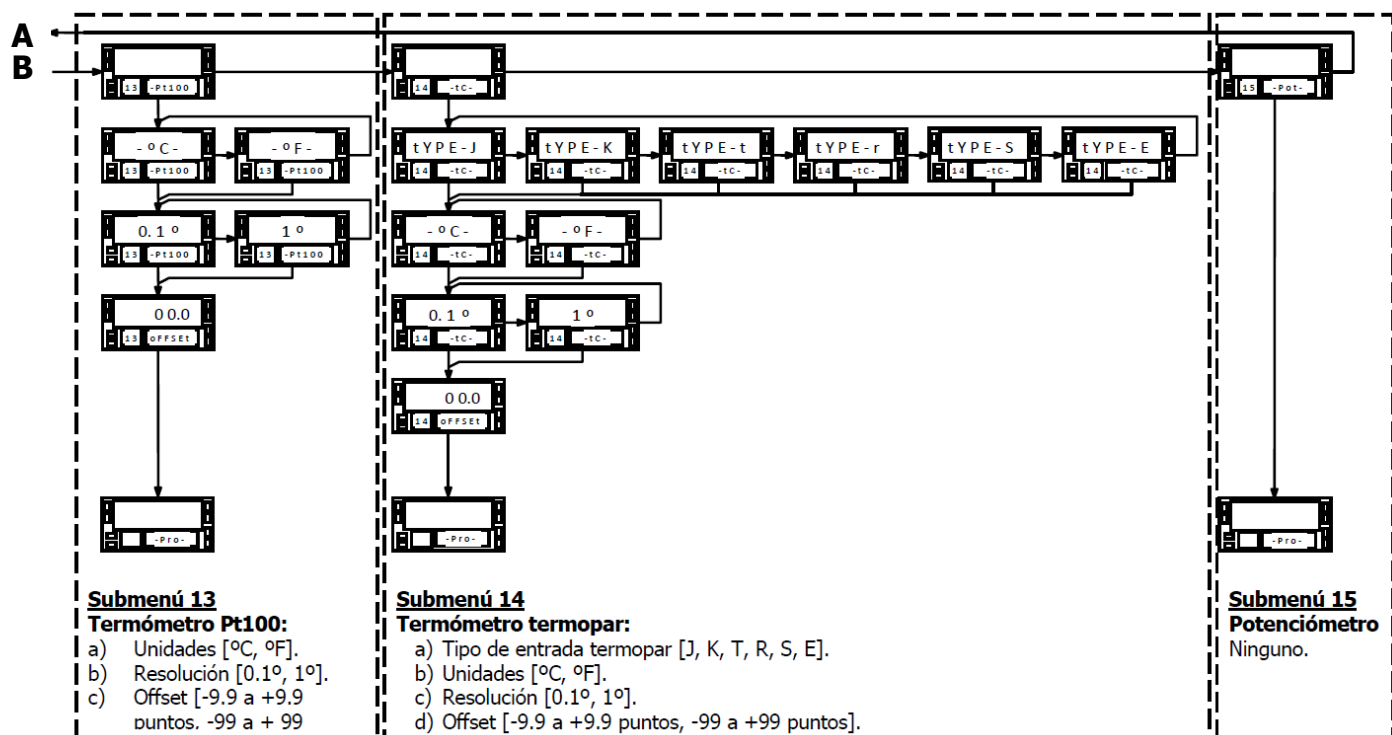 A
B
13 -Pt100
14 -tC-
15 -Pot-
-ºC-
13 -Pt100
-ºF-
13 -Pt100
tYPE-J
14 -tC-
tYPE-K
14 -tC-
tYPE-t
14 -tC-
tYPE-r
14 -tC-
tYPE-S
14 -tC-
tYPE-E
14 -tC-
0.1º
13 -Pt100
1º
13 -Pt100
-ºC-
14 -tC-
-ºF-
14 -tC-
00.0
13 oFFSEt
0.1º
14 -tC-
1º
14 -tC-
00.0
14 oFFSEt
-Pro-
-Pro-
-Pro-
Submenú 13
Termómetro Pt100:
a) Unidades [ºC, ºF].
b) Resolución [0.1º, 1º].
c) Offset [-9.9 a +9.9
puntos, -99 a + 99
Submenú 14
Termómetro termopar:
a) Tipo de entrada termopar [J, K, T, R, S, E].
b) Unidades [ºC, ºF].
c) Resolución [0.1º, 1º].
d) Offset [-9.9 a +9.9 puntos, -99 a +99 puntos].
Submenú 15
Potenciómetro
Ninguno.